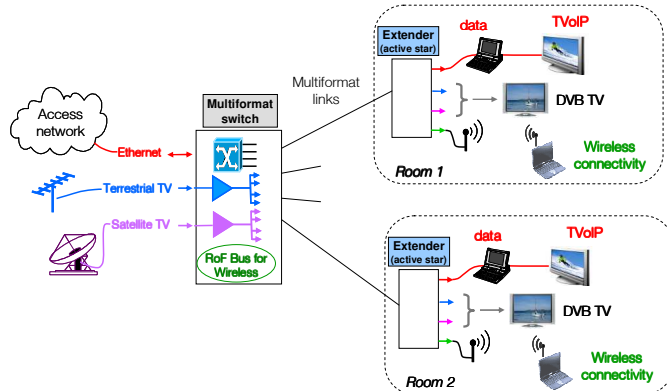 Extender
(active star)
data
TVoIP
Multiformat
links
DVB TV
Multiformat
switch
Access
network
Ethernet
Wireless
connectivity
Room 1
Terrestrial TV
Satellite TV
RoF Bus for
Wireless
Extender
(active star)
data
TVoIP
DVB TV
Wireless
connectivity
Room 2